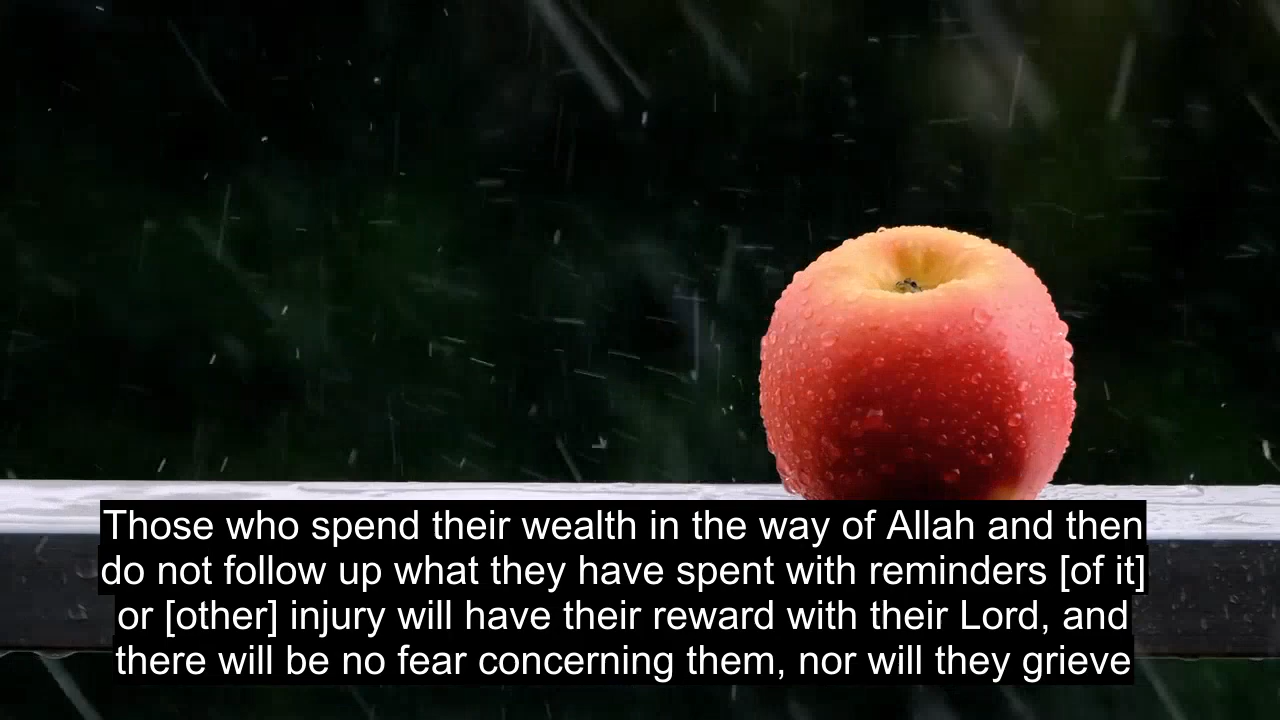 Those who spend their wealth in the way of Allah and then
do not follow up what they have spent with reminders [of it]
or [other] injury will have their reward with their Lord, and
there will be no fear concerning them, nor will they grieve